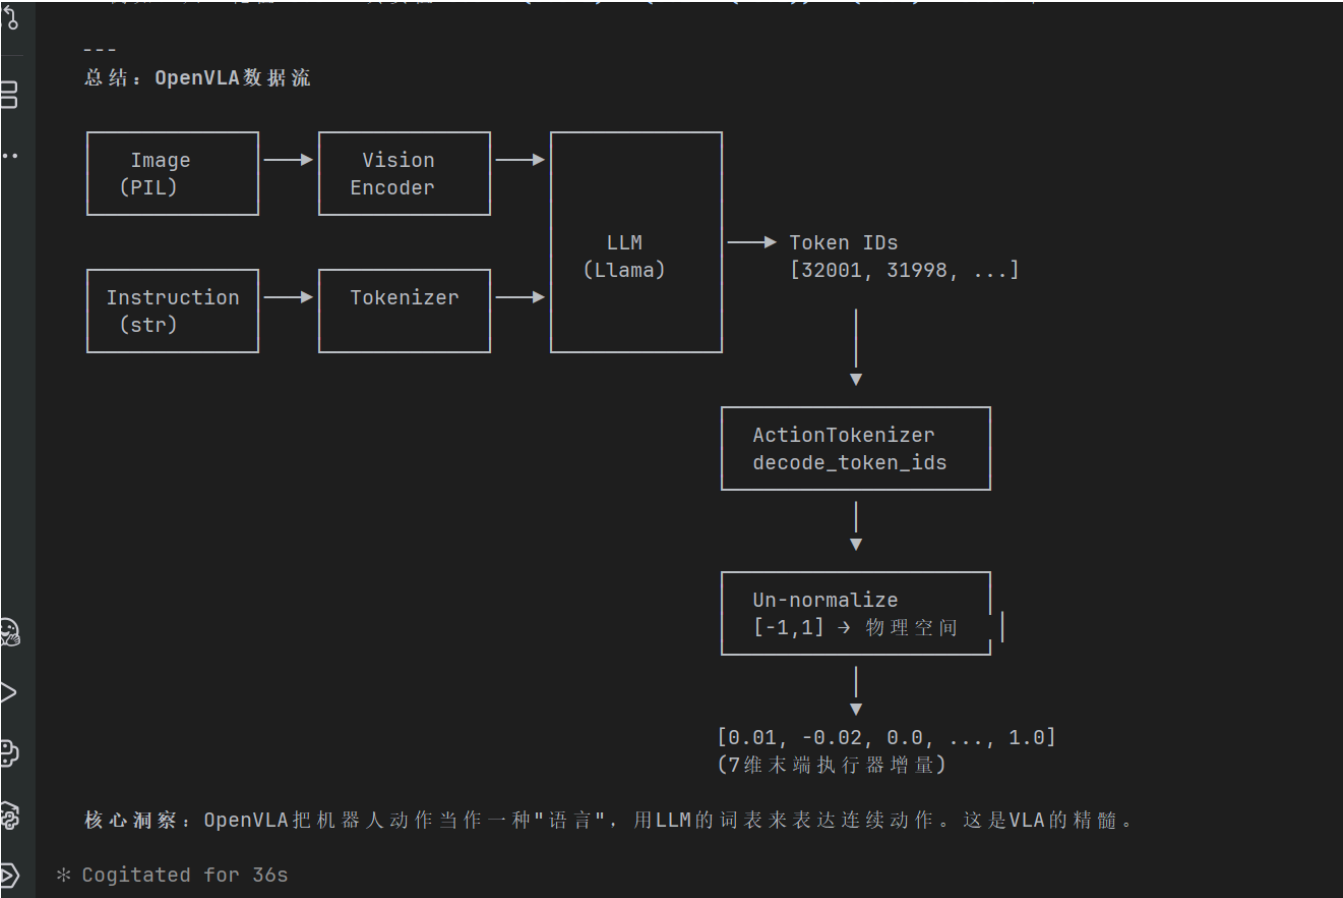 ---
总结：OpenVLA数据流
Image
(PIL)
Vision
Encoder
LLM
(Llama)
Token IDs
[32001, 31998, ...]
Instruction
(str)
Tokenizer
ActionTokenizer
decode_token_ids
Un-normalize
[-1,1] → 物理空间
[0.01, -0.02, 0.0, ..., 1.0]
(7维末端执行器增量)
核心洞察：OpenVLA把机器人动作当作一种"语言"，用LLM的词表来表达连续动作。这是VLA的精髓。
✻ Cogitated for 36s